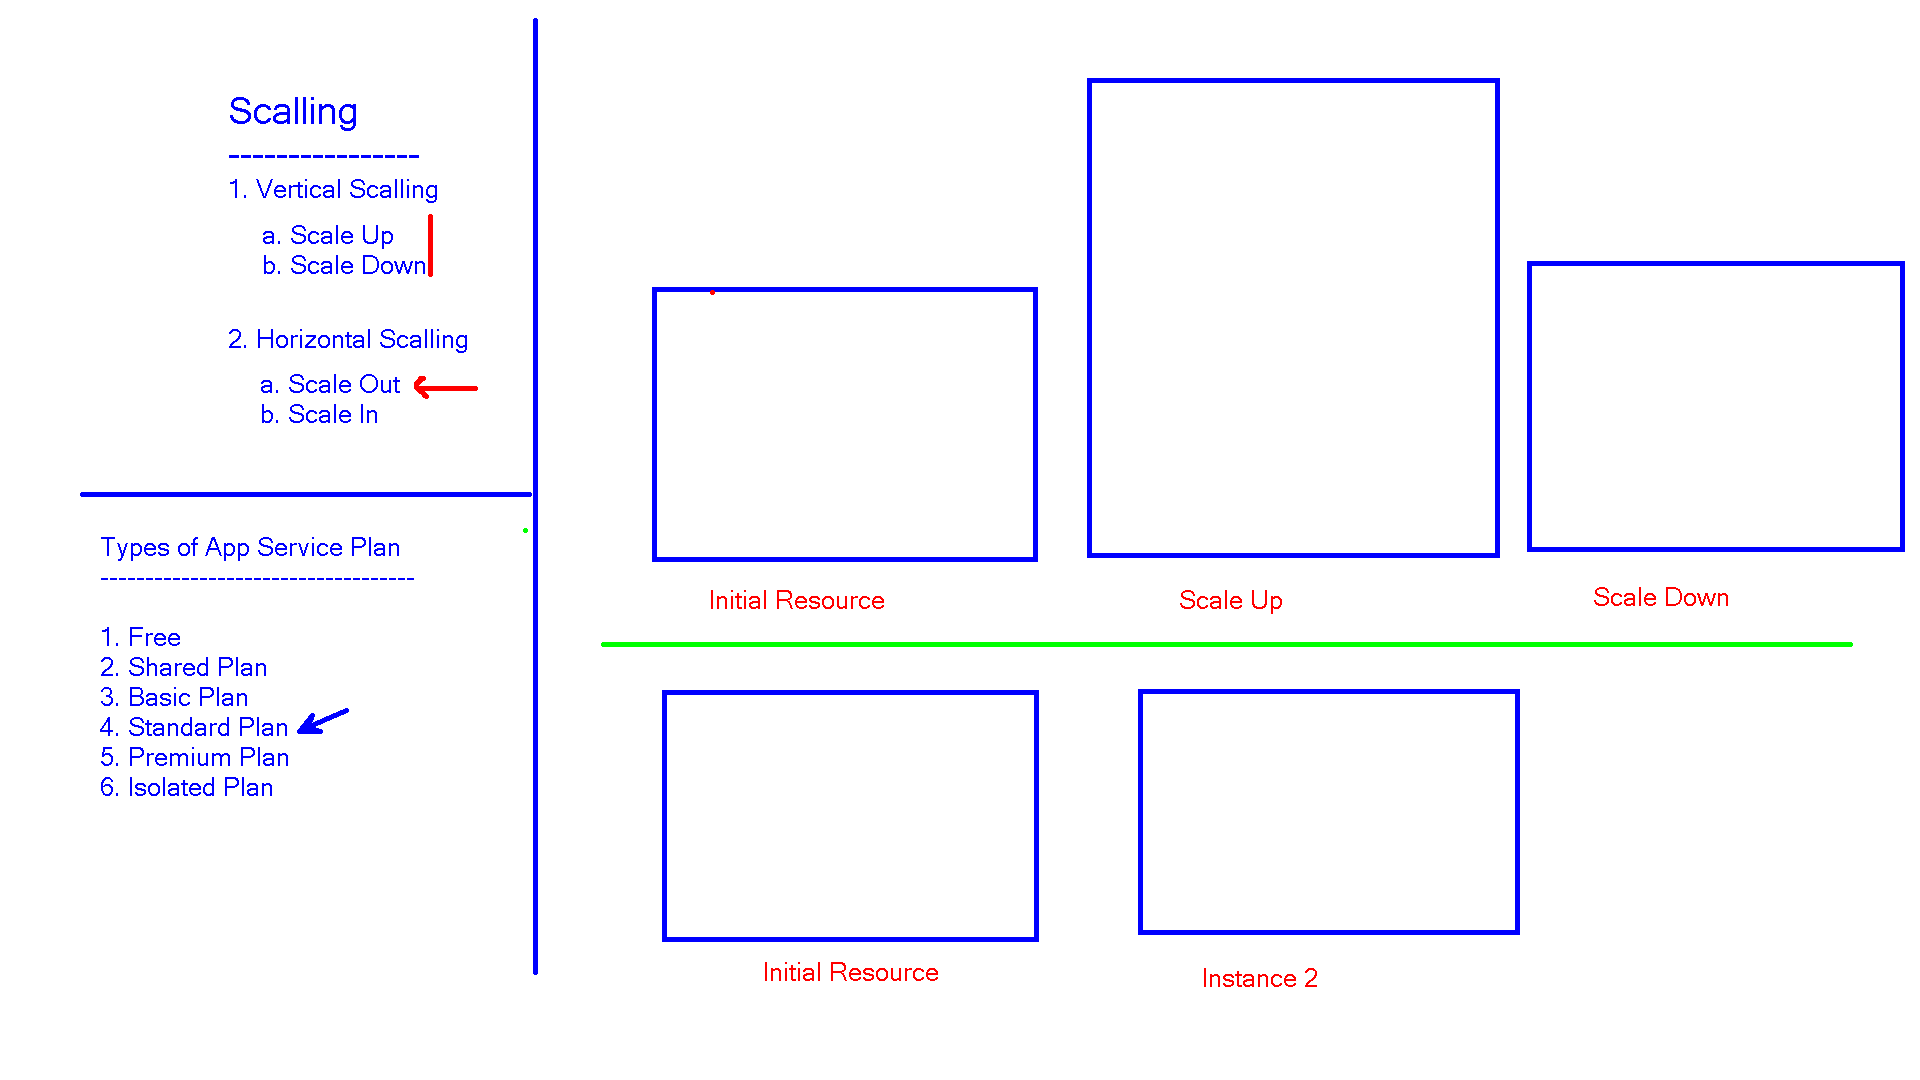 Scalling
----------------
1. Vertical Scalling
a. Scale Up
b. Scale Down
2. Horizontal Scalling
a. Scale Out
b. Scale In
Types of App Service Plan
-----------------------------------
1. Free
2. Shared Plan
3. Basic Plan
4. Standard Plan
5. Premium Plan
6. Isolated Plan
Initial Resource
Scale Up
Scale Down
Initial Resource
Instance 2